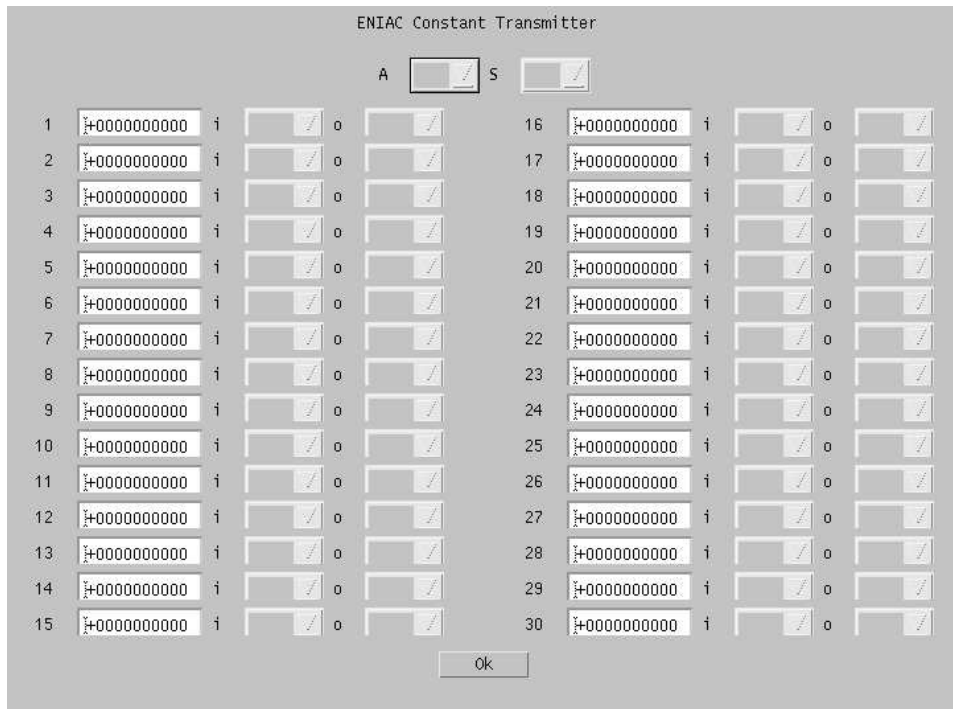 ENIAC Constant Transmitter
A S
1 +0000000000 i o 16 +0000000000 i o
2 +0000000000 i o 17 +0000000000 i o
3 +0000000000 i o 18 +0000000000 i o
4 +0000000000 i o 19 +0000000000 i o
5 +0000000000 i o 20 +0000000000 i o
6 +0000000000 i o 21 +0000000000 i o
7 +0000000000 i o 22 +0000000000 i o
8 +0000000000 i o 23 +0000000000 i o
9 +0000000000 i o 24 +0000000000 i o
10 +0000000000 i o 25 +0000000000 i o
11 +0000000000 i o 26 +0000000000 i o
12 +0000000000 i o 27 +0000000000 i o
13 +0000000000 i o 28 +0000000000 i o
14 +0000000000 i o 29 +0000000000 i o
15 +0000000000 i o 30 +0000000000 i o
Ok